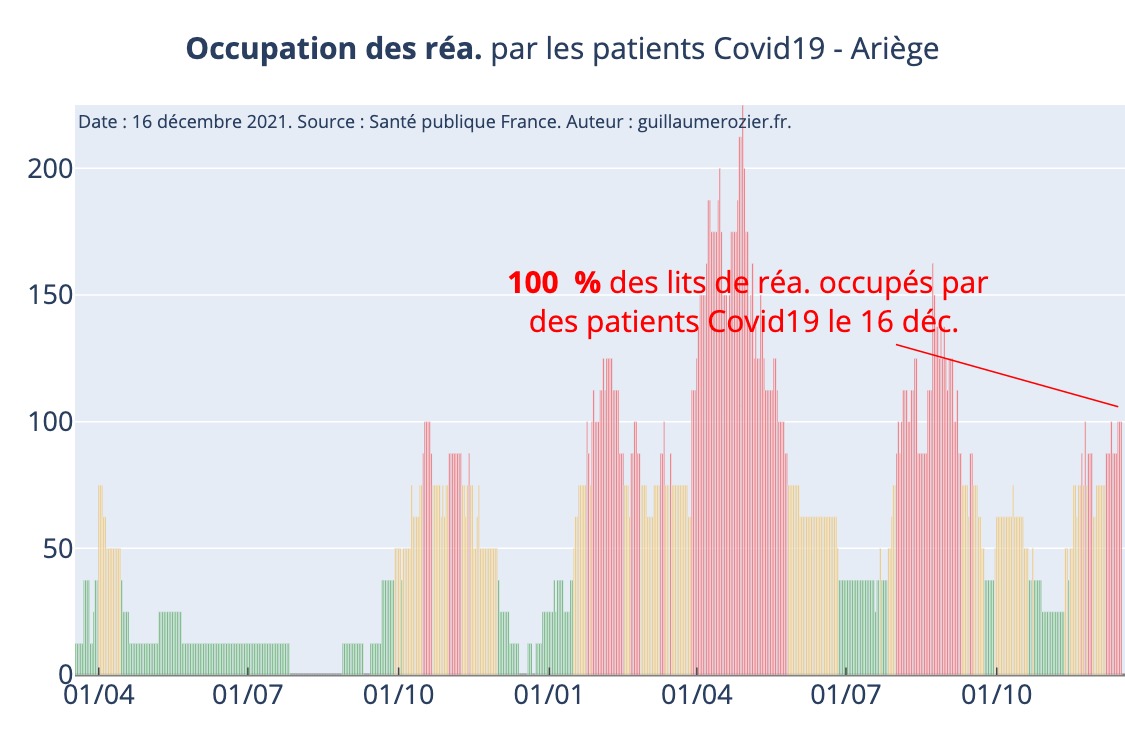 Occupation des réa. par les patients Covid19 - Ariège
Date : 16 décembre 2021. Source : Santé publique France. Auteur : guillaumerozier.fr.
200
150
100
50
0
100 % des lits de réa. occupés par
des patients Covid19 le 16 déc.
01/04 01/07 01/10 01/01 01/04 01/07 01/10